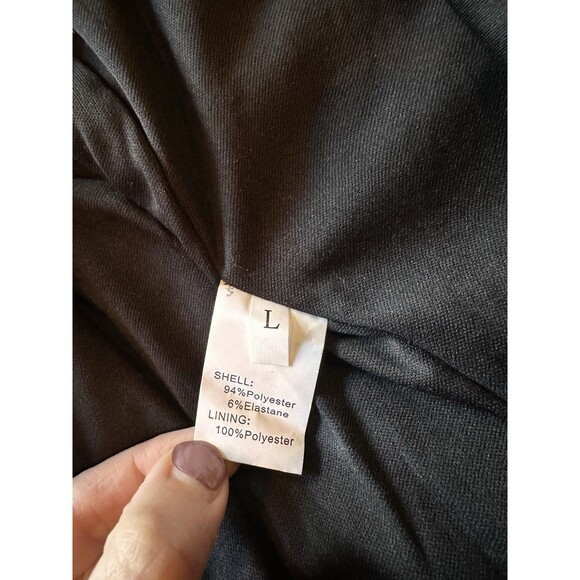 L
SHELL:
94%Polyester
6%Elastane
LINING:
100%Polyester